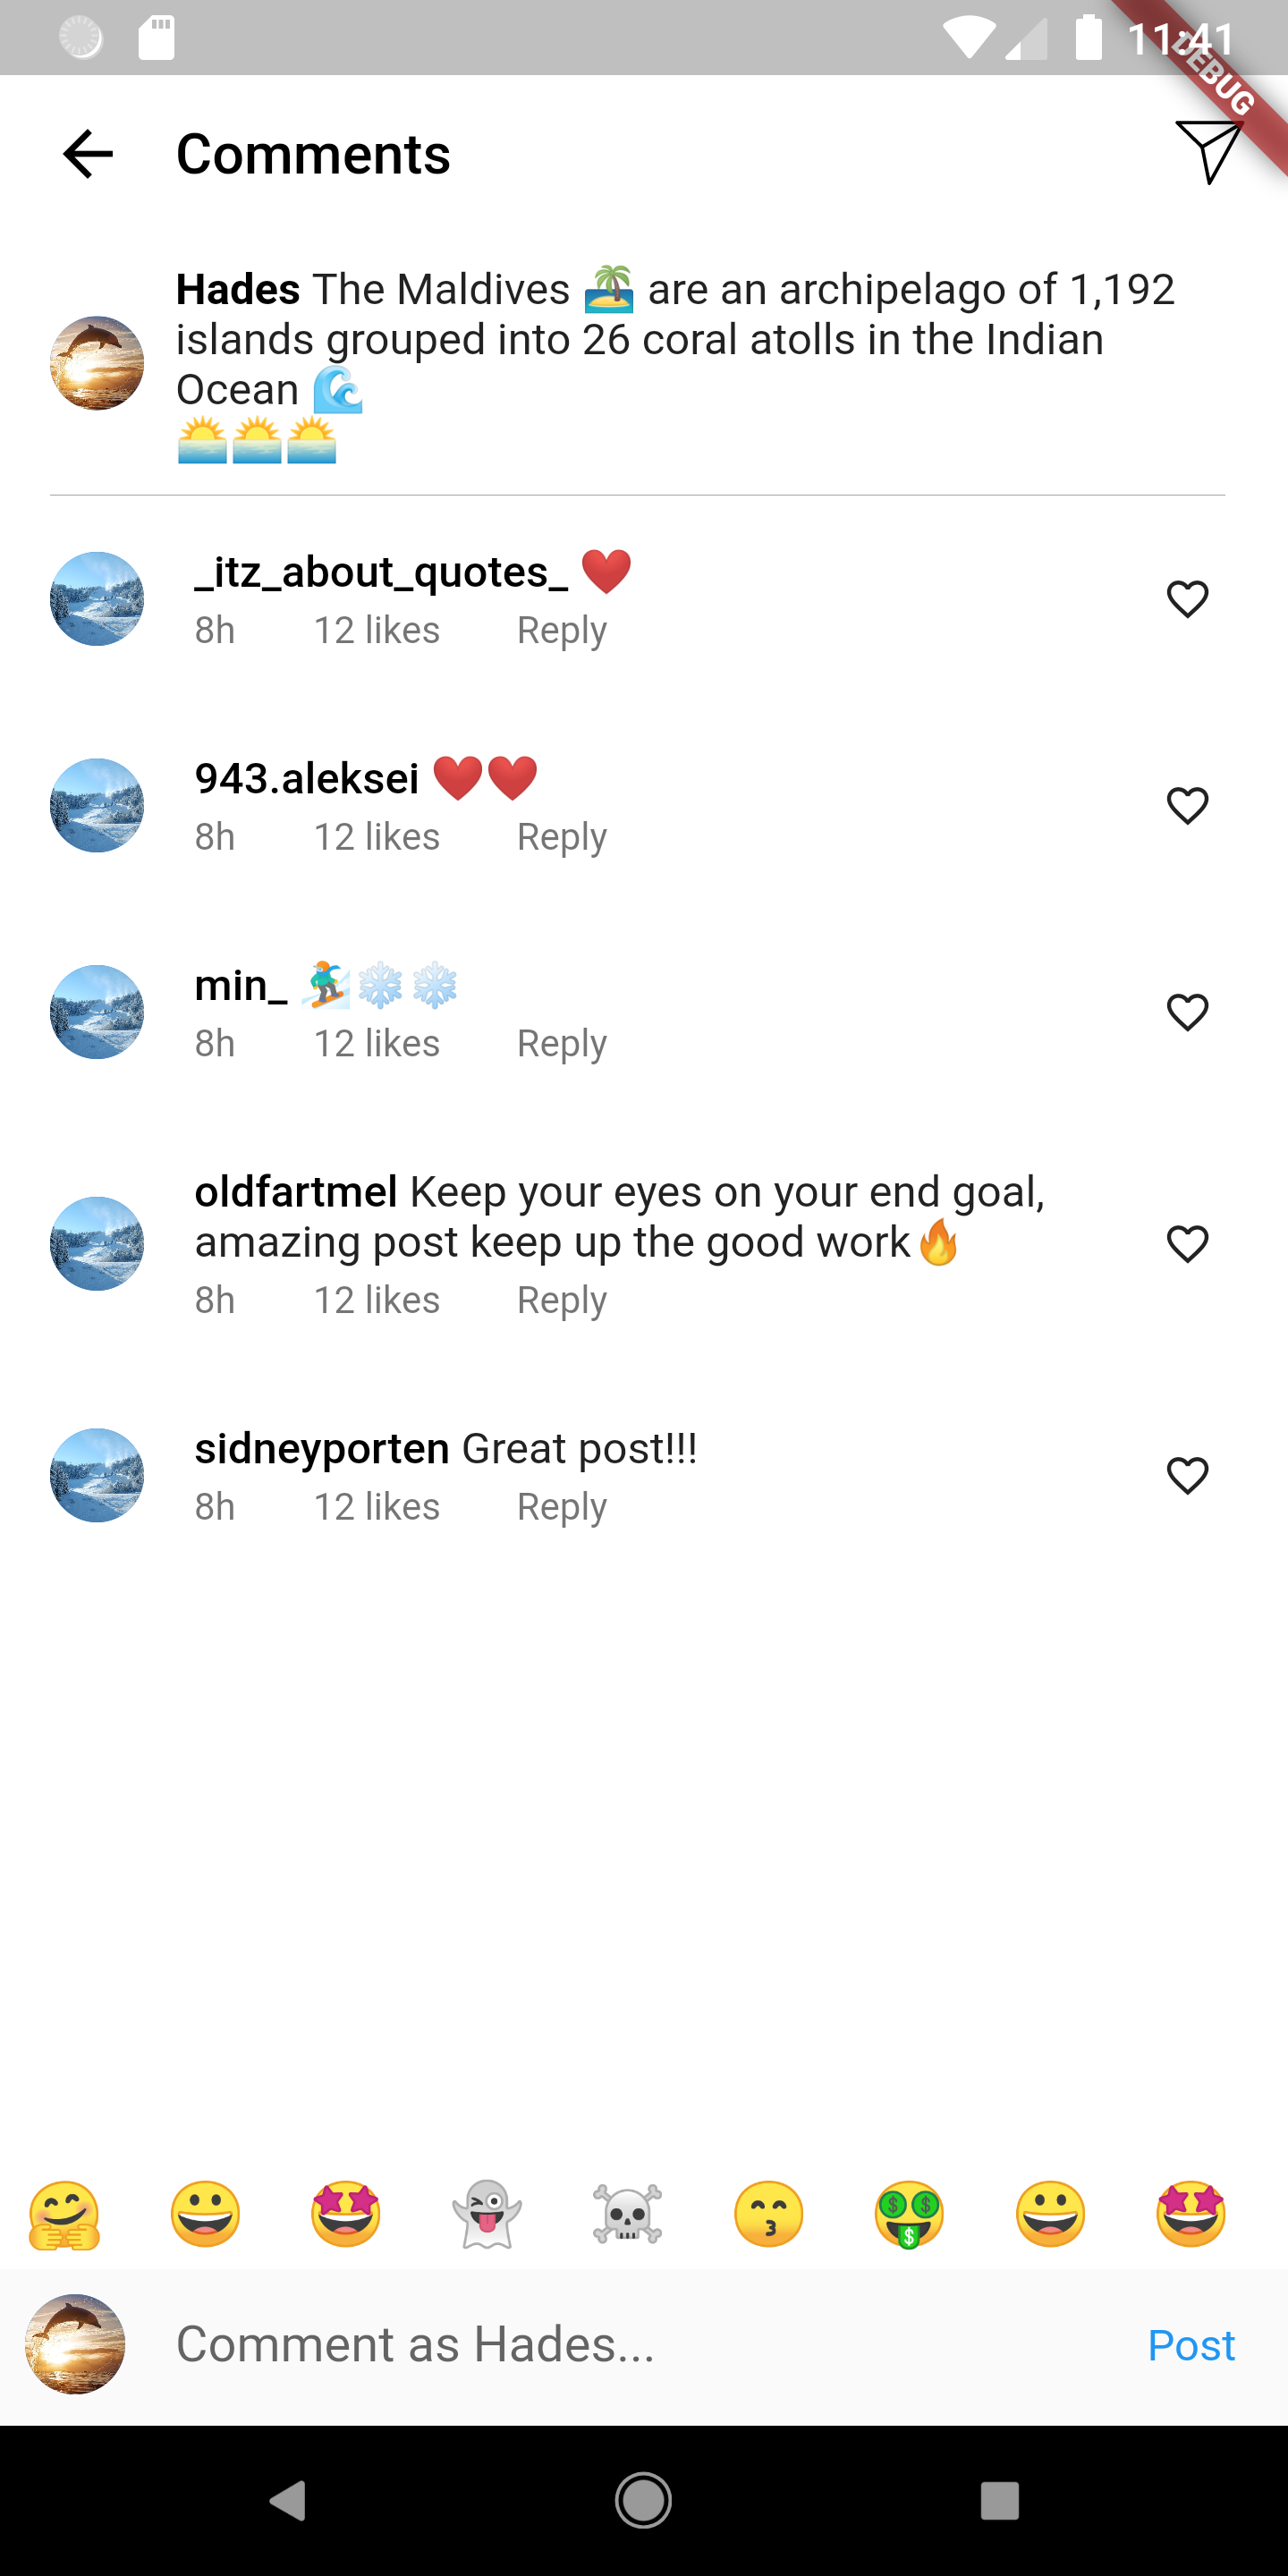 11:41
DEBUG
Comments
Hades The Maldives 🏝️ are an archipelago of 1,192
islands grouped into 26 coral atolls in the Indian
Ocean 🌊
🌅🌅🌅
_itz_about_quotes_ ❤️
8h 12 likes Reply
943.aleksei ❤️❤️
8h 12 likes Reply
min_ 🏂❄️❄️
8h 12 likes Reply
oldfartmel Keep your eyes on your end goal,
amazing post keep up the good work🔥
8h 12 likes Reply
sidneyporten Great post!!!
8h 12 likes Reply
🤗 😀 🤩 👻 ☠️ 😙 🤑 😀 🤩
Comment as Hades... Post